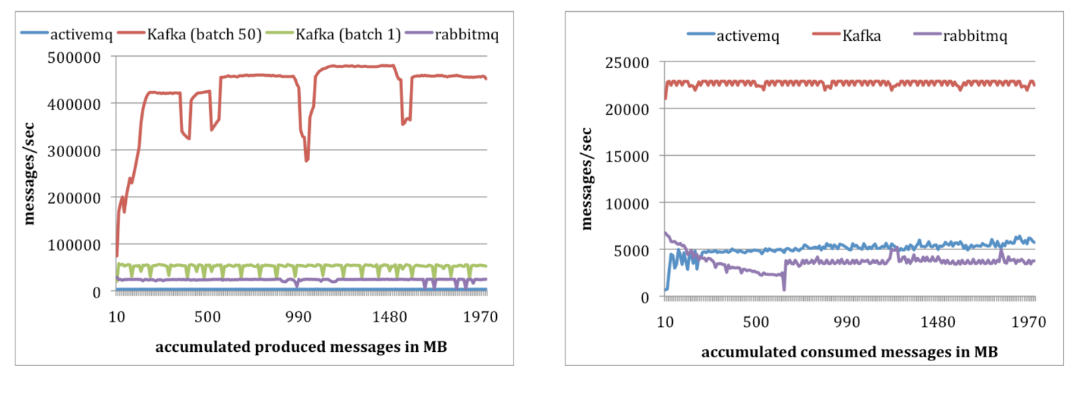 activemq Kafka (batch 50) Kafka (batch 1) rabbitmq
500000
400000
300000
200000
100000
0
messages/sec
10 500 990 1480 1970
accumulated produced messages in MB
activemq Kafka rabbitmq
25000
20000
15000
10000
5000
0
messages/sec
10 500 990 1480 1970
accumulated consumed messages in MB